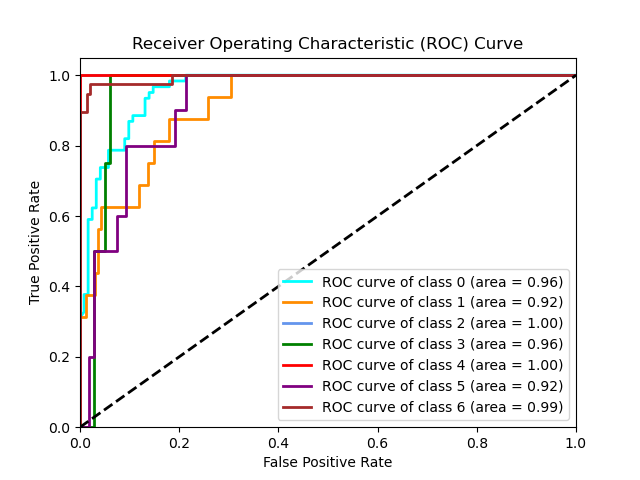 Receiver Operating Characteristic (ROC) Curve
1.0
0.8
0.6
0.4
0.2
0.0
True Positive Rate
ROC curve of class 0 (area = 0.96)
ROC curve of class 1 (area = 0.92)
ROC curve of class 2 (area = 1.00)
ROC curve of class 3 (area = 0.96)
ROC curve of class 4 (area = 1.00)
ROC curve of class 5 (area = 0.92)
ROC curve of class 6 (area = 0.99)
0.0 0.2 0.4 0.6 0.8 1.0
False Positive Rate